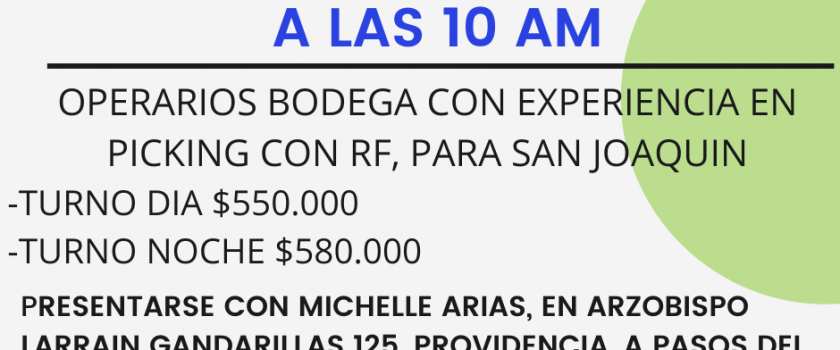 A LAS 10 AM
OPERARIOS BODEGA CON EXPERIENCIA EN
PICKING CON RF, PARA SAN JOAQUIN
-TURNO DIA $550.000
-TURNO NOCHE $580.000
PRESENTARSE CON MICHELLE ARIAS, EN ARZOBISPO
LARRAIN GANDARILLAS 125, PROVIDENCIA, A PASOS DEL